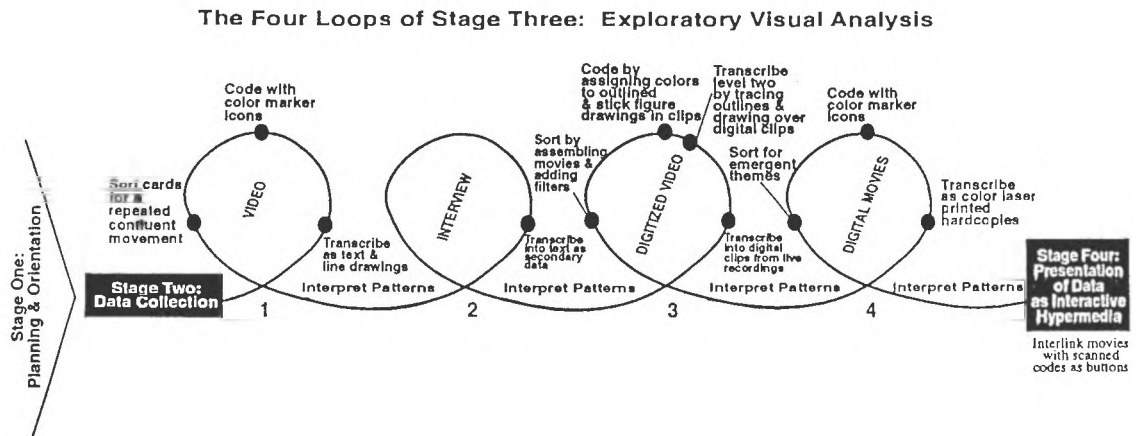 The Four Loops of Stage Three: Exploratory Visual Analysis
Stage One:
Planning & Orientation
Stage Two:
Data Collection
Sort cards
for a
repeated
confluent
movement
Code with
color marker
icons
VIDEO
Transcribe
as text &
line drawings
1
Interpret Patterns
INTERVIEW
Transcribe
into text as
secondary
data
2
Interpret Patterns
Sort by
assembling
movies &
adding
filters
Code by
assigning colors
to outlined
& stick figure
drawings in clips
Transcribe
level two
by tracing
outlines &
drawing over
digital clips
DIGITIZED VIDEO
Transcribe
into digital
clips from live
recordings
3
Interpret Patterns
Sort for
emergent
themes
Code with
color marker
icons
DIGITAL MOVIES
Transcribe
as color laser
printed
hardcopies
4
Interpret Patterns
Stage Four:
Presentation
of Data
as Interactive
Hypermedia
Interlink movies
with scanned
codes as buttons